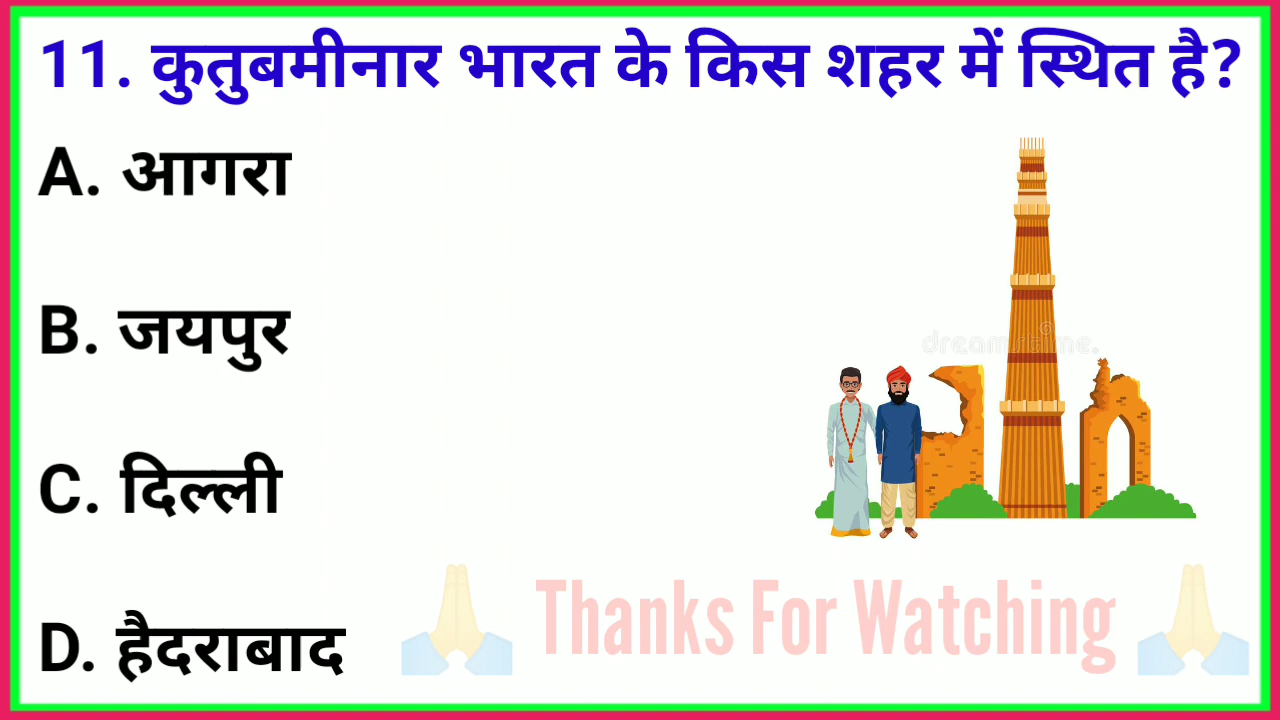 11. कुतुबमीनार भारत के किस शहर में स्थित है?
A. आगरा
B. जयपुर
dreamstime.
C. दिल्ली
Thanks For Watching
D. हैदराबाद